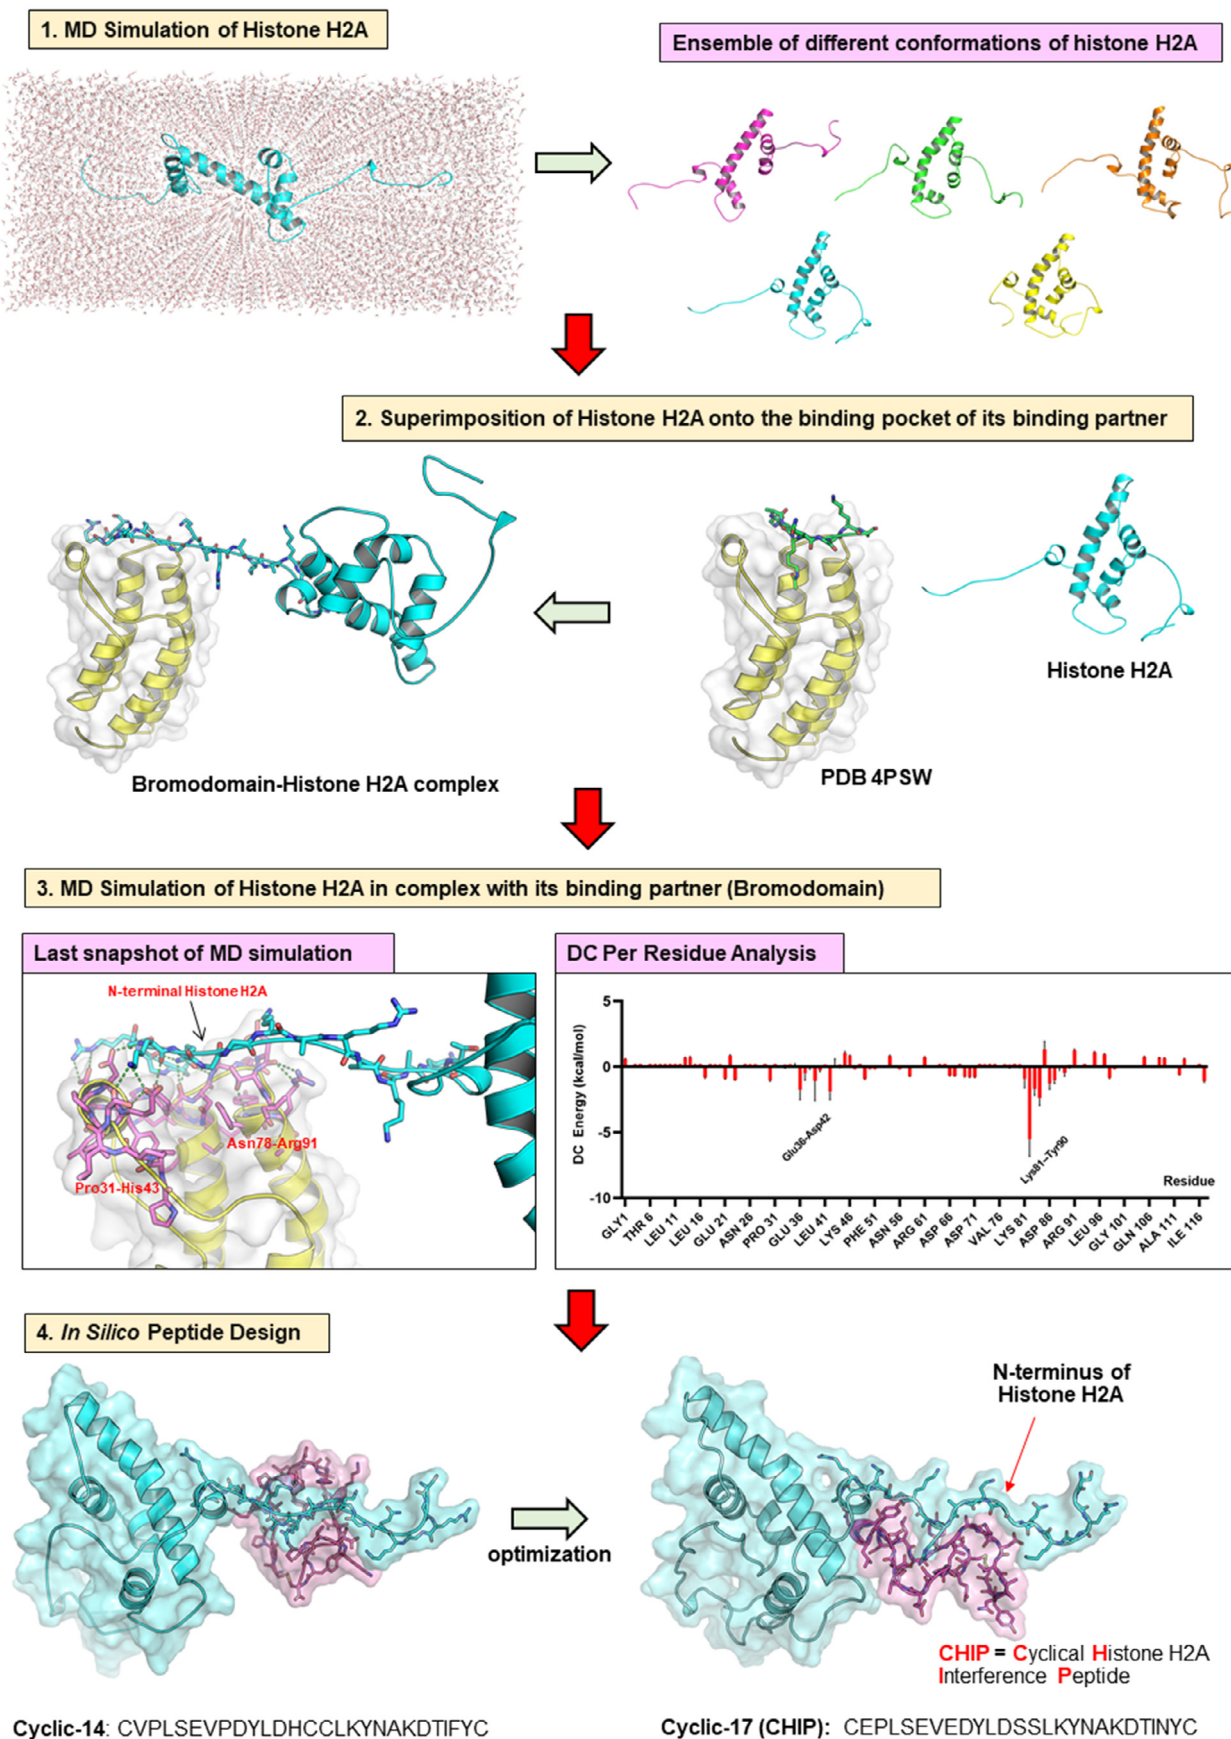 1. MD Simulation of Histone H2A
Ensemble of different conformations of histone H2A
2. Superimposition of Histone H2A onto the binding pocket of its binding partner
Histone H2A
Bromodomain-Histone H2A complex
PDB 4PSW
3. MD Simulation of Histone H2A in complex with its binding partner (Bromodomain)
Last snapshot of MD simulation
N-terminal Histone H2A
Asn78-Arg91
Pro31-His43
DC Per Residue Analysis
DC Energy (kcal/mol)
5
0
-5
-10
Glu36-Asp42
Lys81–Tyr90
Residue
GLY1
THR 6
LEU 11
LEU 16
GLU 21
ASN 26
PRO 31
GLU 36
LEU 41
LYS 46
PHE 51
ASN 56
ARG 61
ASP 66
ASP 71
VAL 76
LYS 81
ASP 86
ARG 91
LEU 96
GLY 101
GLN 106
ALA 111
ILE 116
4. In Silico Peptide Design
N-terminus of
Histone H2A
optimization
CHIP = Cyclical Histone H2A
Interference Peptide
Cyclic-14: CVPLSEVPDYLDHCCLKYNAKDTIFYC
Cyclic-17 (CHIP): CEPLSEVEDYLDSSLKYNAKDTINYC